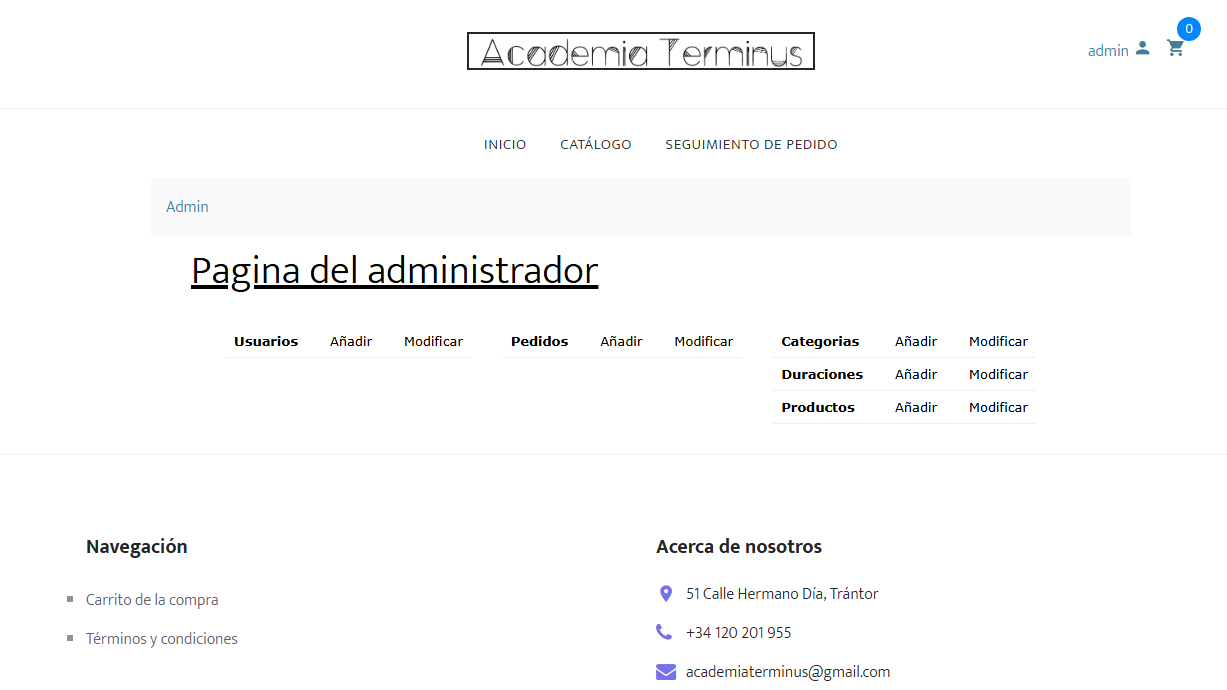 Academia Terminus
admin
0
INICIO CATÁLOGO SEGUIMIENTO DE PEDIDO
Admin
Pagina del administrador
Usuarios Añadir Modificar Pedidos Añadir Modificar Categorias Añadir Modificar
Duraciones Añadir Modificar
Productos Añadir Modificar
Navegación
Carrito de la compra
Términos y condiciones
Acerca de nosotros
51 Calle Hermano Día, Trántor
+34 120 201 955
academiaterminus@gmail.com